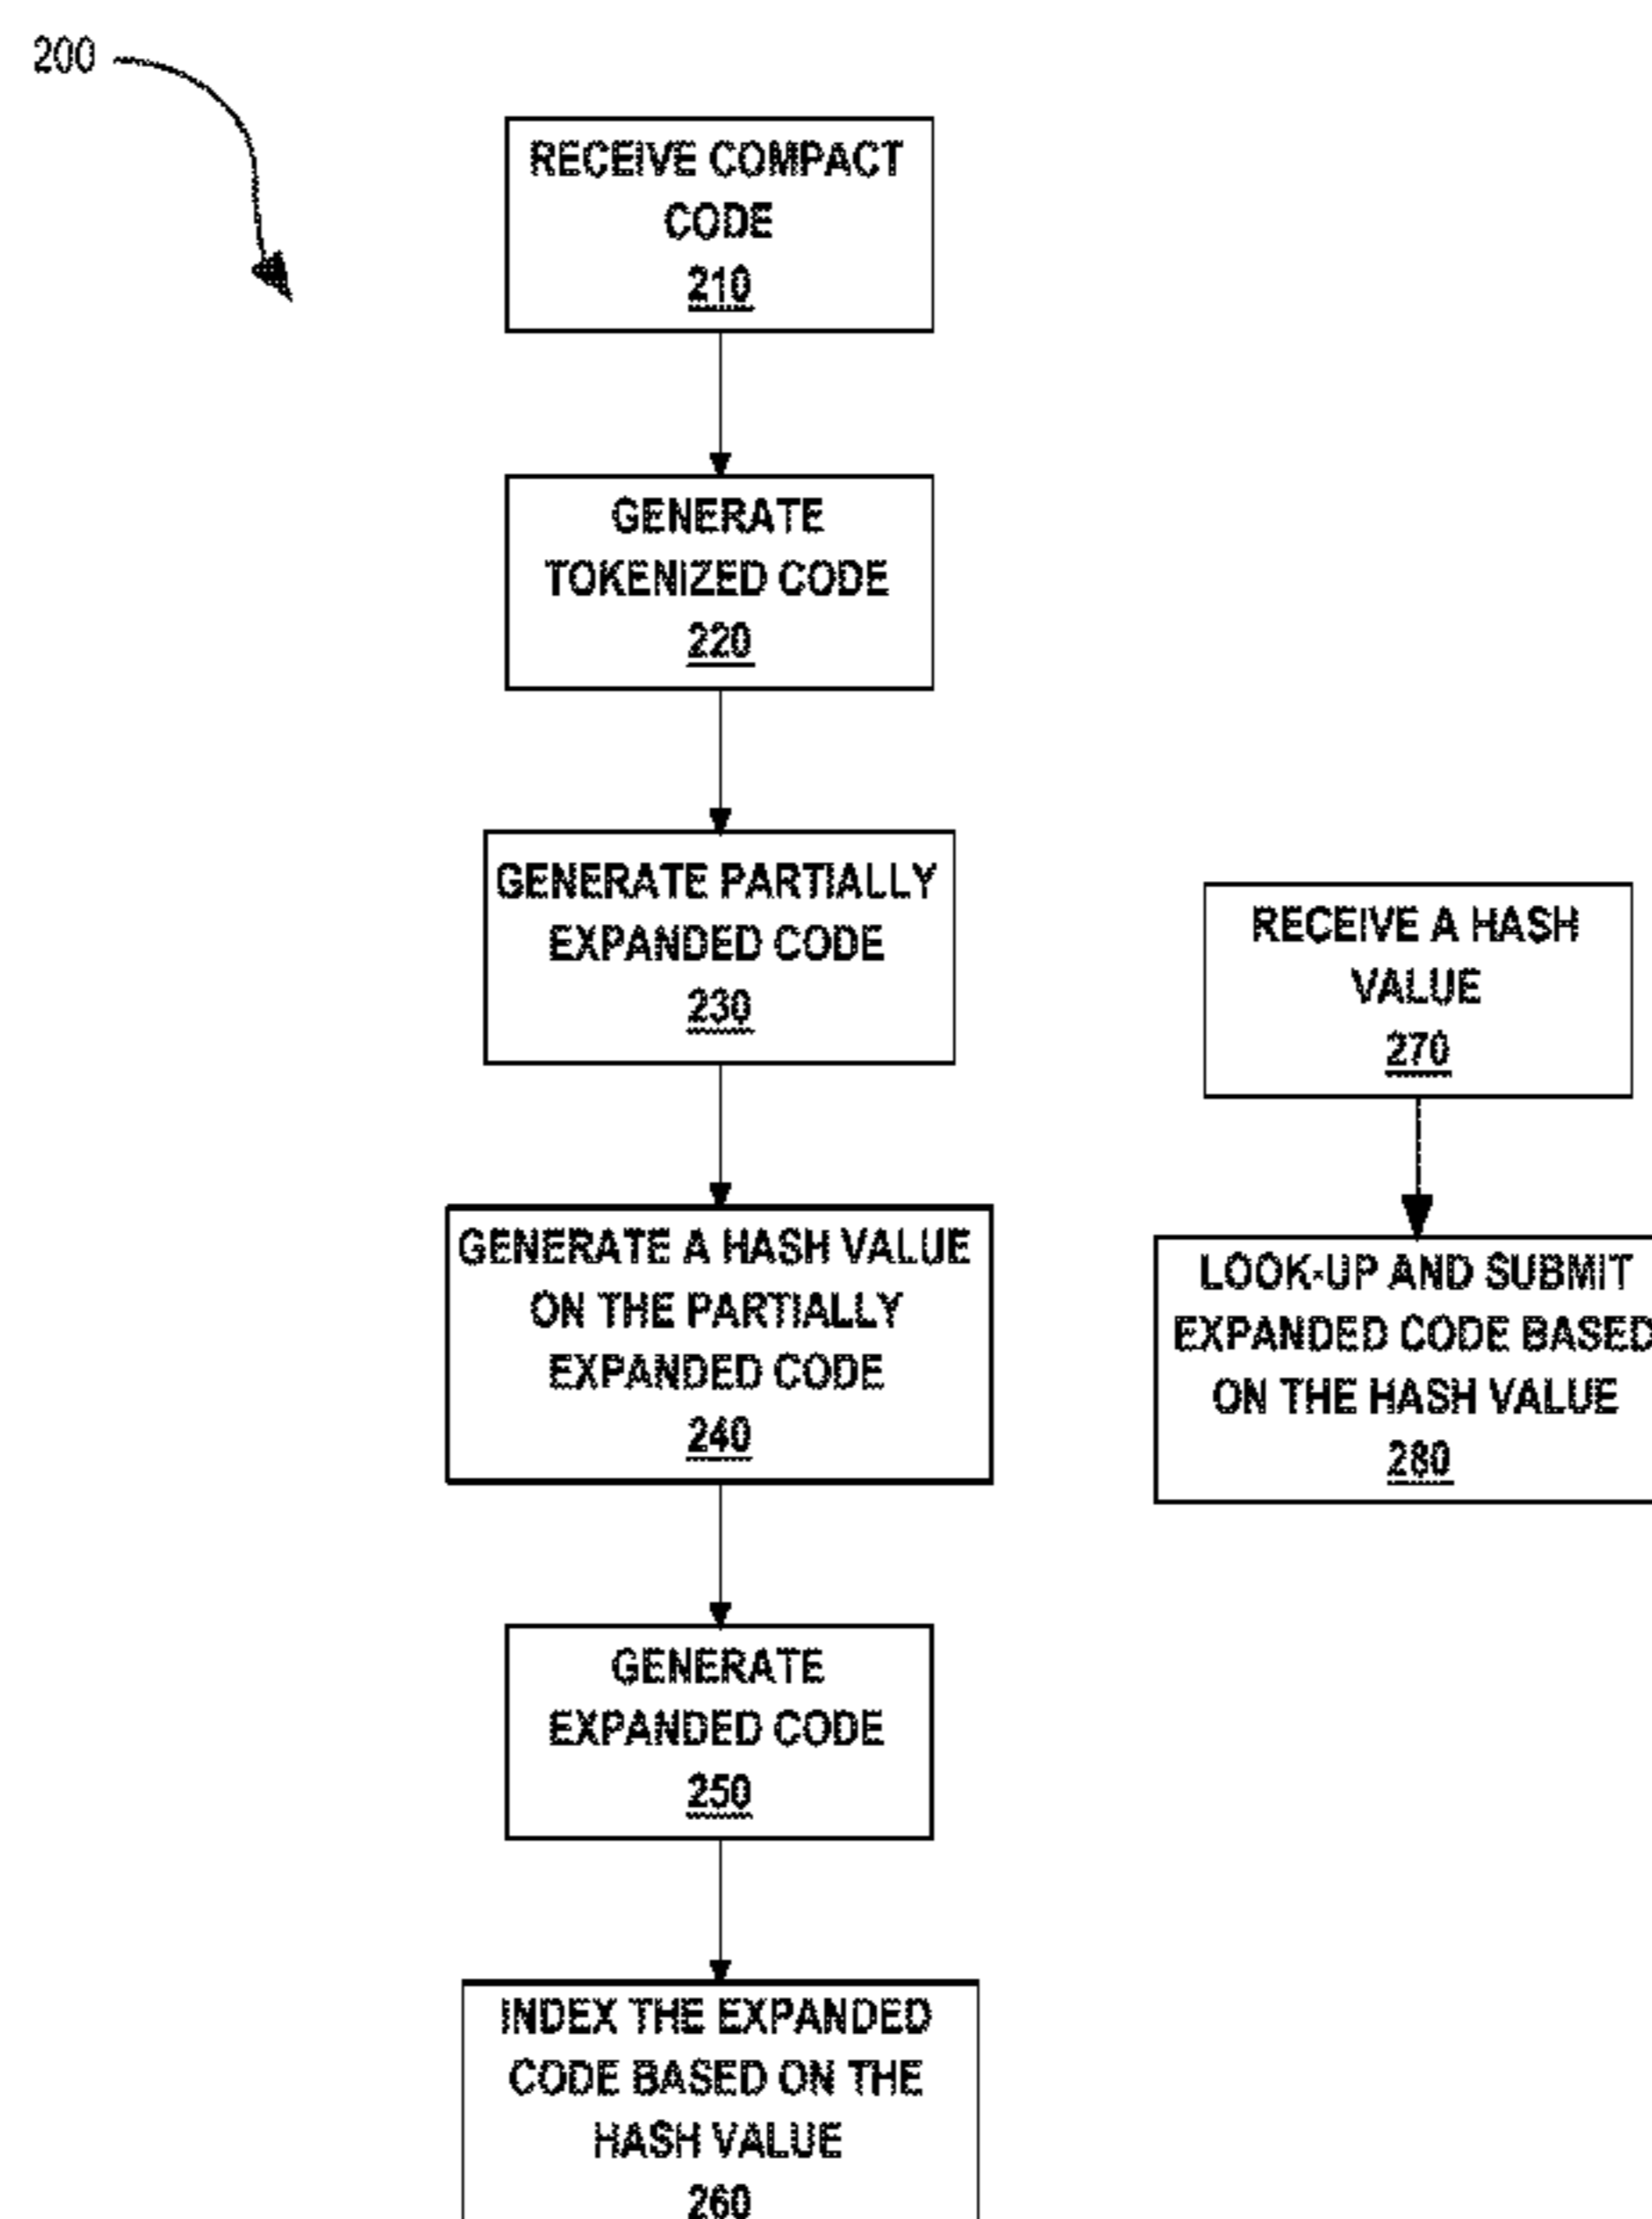 200
RECEIVE COMPACT
CODE
210
GENERATE
TOKENIZED CODE
220
GENERATE PARTIALLY
EXPANDED CODE
230
GENERATE A HASH VALUE
ON THE PARTIALLY
EXPANDED CODE
240
GENERATE
EXPANDED CODE
250
INDEX THE EXPANDED
CODE BASED ON THE
HASH VALUE
260
RECEIVE A HASH
VALUE
270
LOOK-UP AND SUBMIT
EXPANDED CODE BASED
ON THE HASH VALUE
280